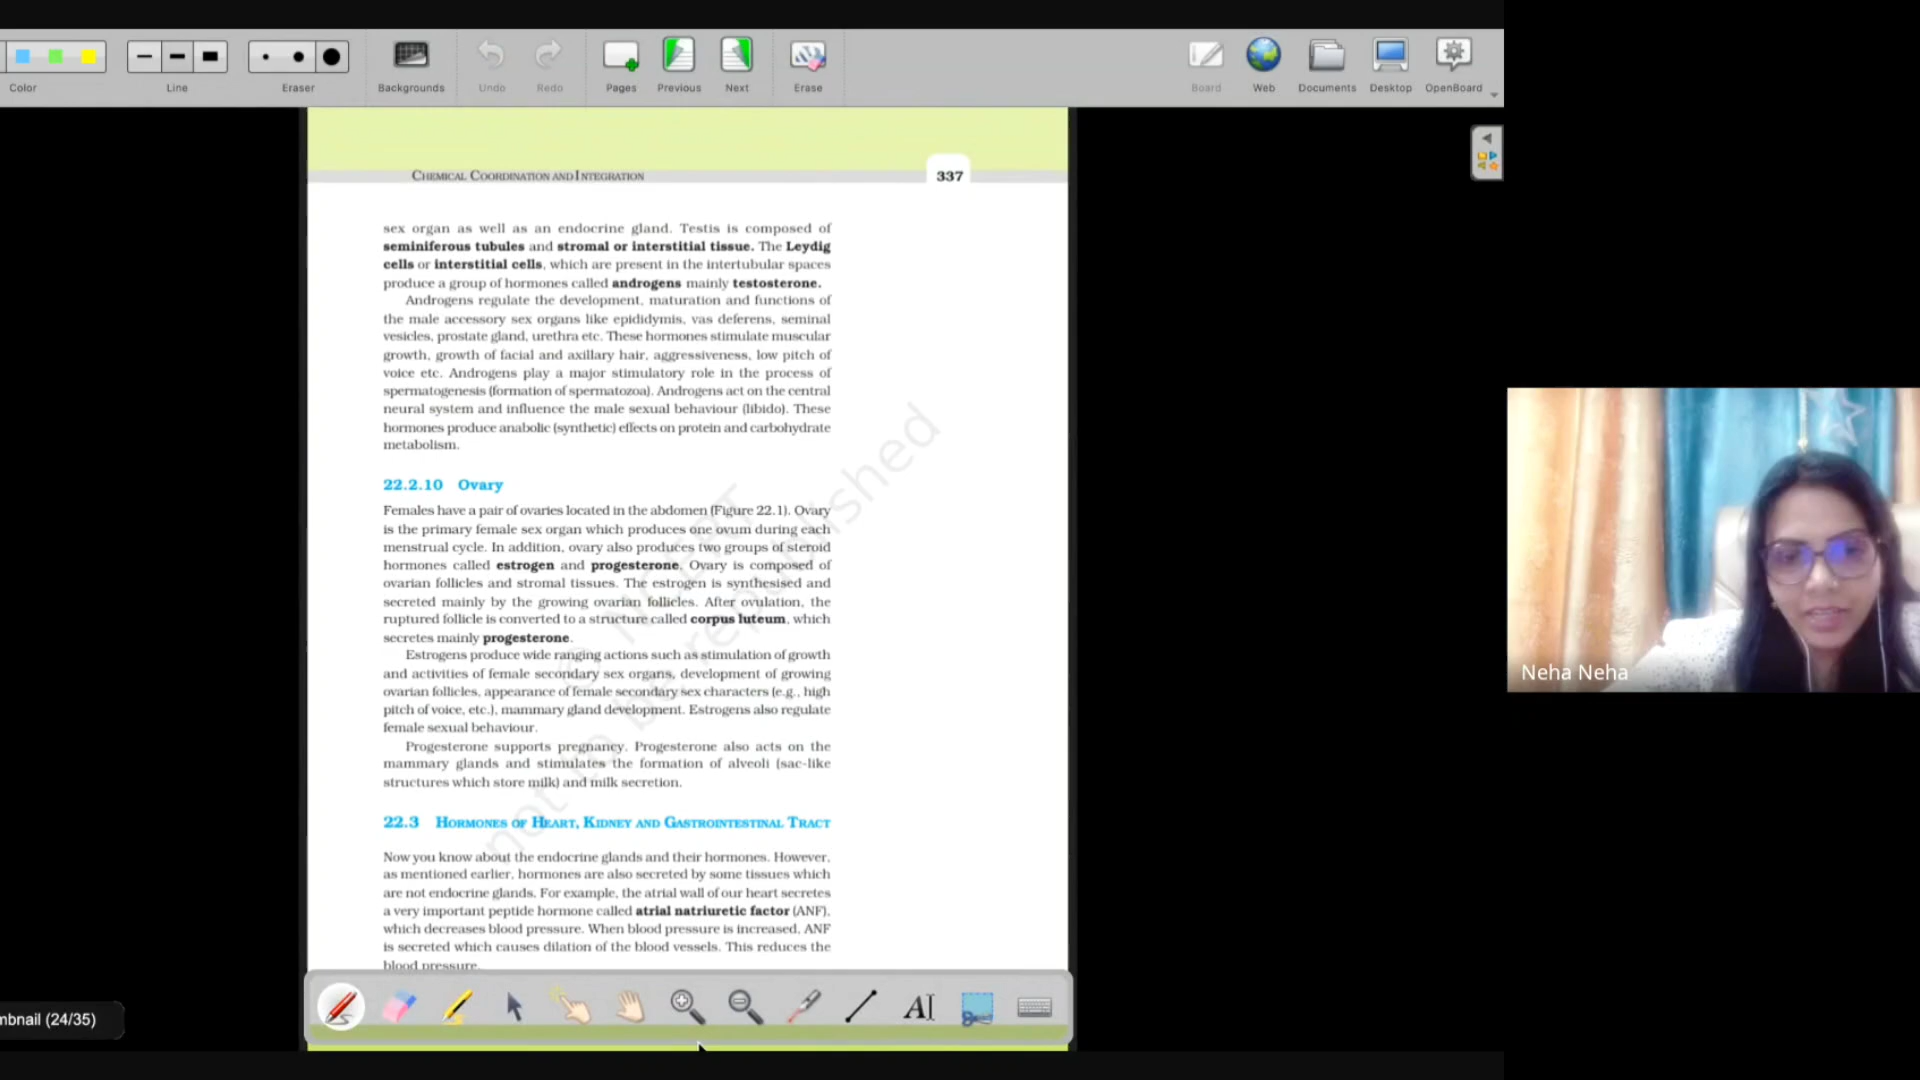 Color
Line
Eraser
Backgrounds
Undo
Redo
Pages
Previous
Next
Erase
Board
Web
Documents
Desktop
OpenBoard
CHEMICAL COORDINATION AND INTEGRATION
337
sex organ as well as an endocrine gland. Testis is composed of
seminiferous tubules and stromal or interstitial tissue. The Leydig
cells or interstitial cells, which are present in the intertubular spaces
produce a group of hormones called androgens mainly testosterone.
Androgens regulate the development, maturation and functions of
the male accessory sex organs like epididymis, vas deferens, seminal
vesicles, prostate gland, urethra etc. These hormones stimulate muscular
growth, growth of facial and axillary hair, aggressiveness, low pitch of
voice etc. Androgens play a major stimulatory role in the process of
spermatogenesis (formation of spermatozoa). Androgens act on the central
neural system and influence the male sexual behaviour (libido). These
hormones produce anabolic (synthetic) effects on protein and carbohydrate
metabolism.
22.2.10 Ovary
Females have a pair of ovaries located in the abdomen (Figure 22.1). Ovary
is the primary female sex organ which produces one ovum during each
menstrual cycle. In addition, ovary also produces two groups of steroid
hormones called estrogen and progesterone. Ovary is composed of
ovarian follicles and stromal tissues. The estrogen is synthesised and
secreted mainly by the growing ovarian follicles. After ovulation, the
ruptured follicle is converted to a structure called corpus luteum, which
secretes mainly progesterone.
Estrogens produce wide ranging actions such as stimulation of growth
and activities of female secondary sex organs, development of growing
ovarian follicles, appearance of female secondary sex characters (e.g., high
pitch of voice, etc.), mammary gland development. Estrogens also regulate
female sexual behaviour.
Progesterone supports pregnancy. Progesterone also acts on the
mammary glands and stimulates the formation of alveoli (sac-like
structures which store milk) and milk secretion.
22.3 HORMONES OF HEART, KIDNEY AND GASTROINTESTINAL TRACT
Now you know about the endocrine glands and their hormones. However,
as mentioned earlier, hormones are also secreted by some tissues which
are not endocrine glands. For example, the atrial wall of our heart secretes
a very important peptide hormone called atrial natriuretic factor (ANF),
which decreases blood pressure. When blood pressure is increased, ANF
is secreted which causes dilation of the blood vessels. This reduces the
blood pressure.
© NCERT
not to be republished
mbnail (24/35)
AI
Neha Neha